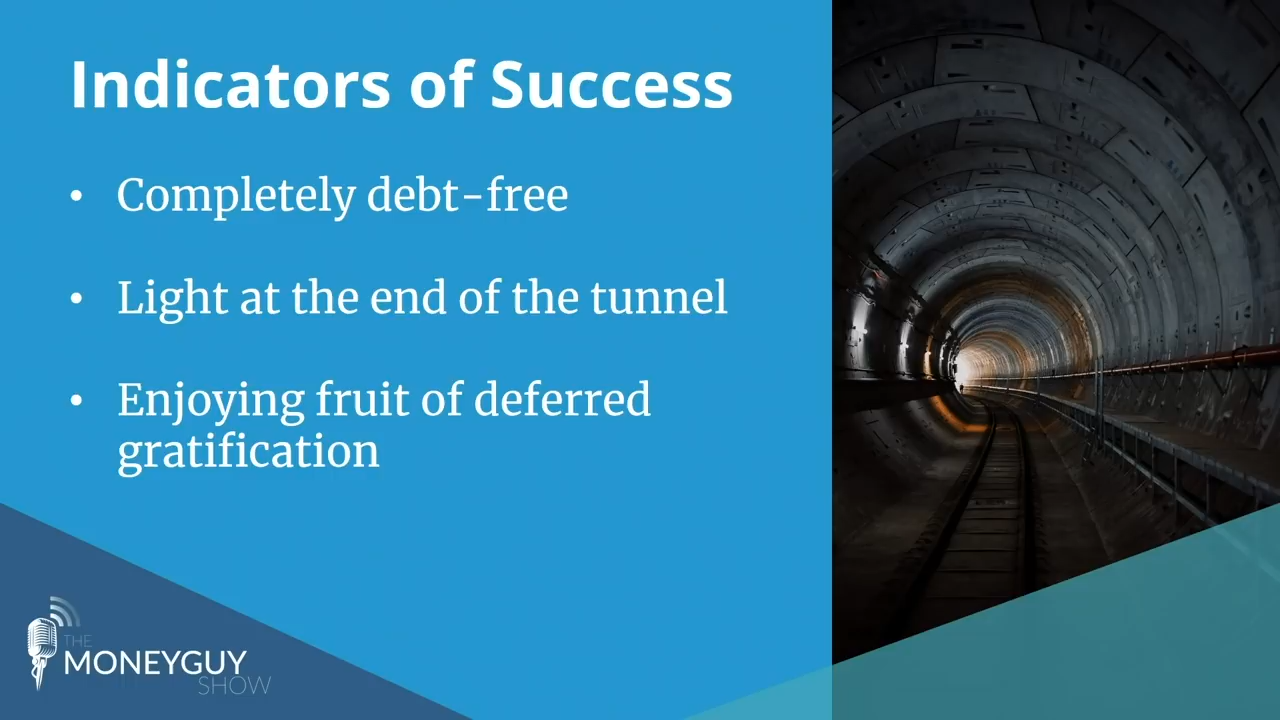 Indicators of Success
• Completely debt-free
• Light at the end of the tunnel
• Enjoying fruit of deferred
gratification
THE
MONEYGUY
SHOW